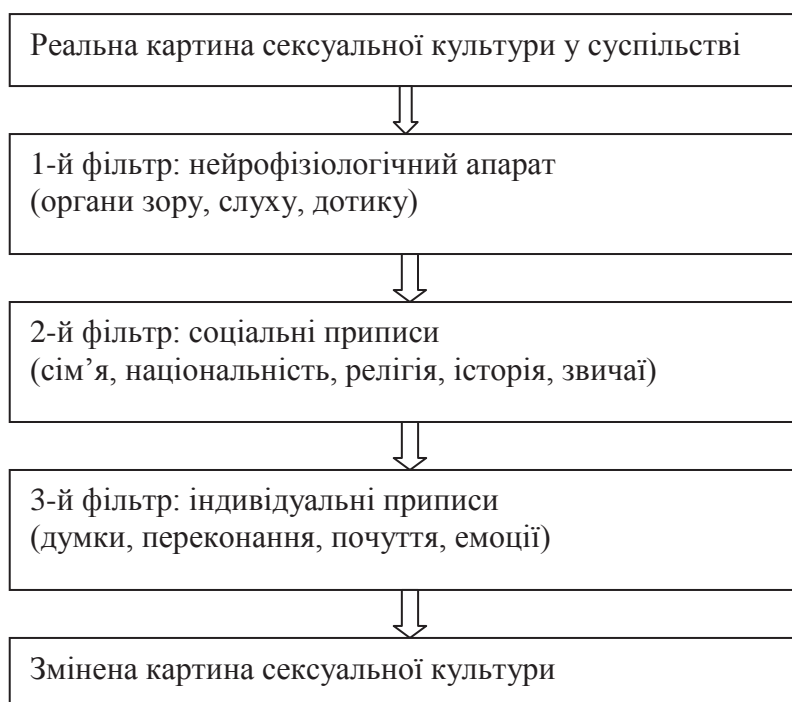 Реальна картина сексуальної культури у суспільстві
1-й фільтр: нейрофізіологічний апарат
(органи зору, слуху, дотику)
2-й фільтр: соціальні приписи
(сім’я, національність, релігія, історія, звичаї)
3-й фільтр: індивідуальні приписи
(думки, переконання, почуття, емоції)
Змінена картина сексуальної культури